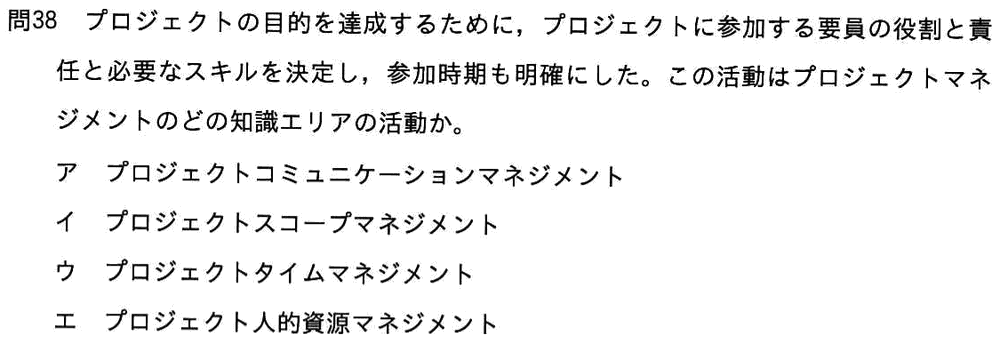 問38 プロジェクトの目的を達成するために，プロジェクトに参加する要員の役割と責
任と必要なスキルを決定し，参加時期も明確にした。この活動はプロジェクトマネ
ジメントのどの知識エリアの活動か。
ア プロジェクトコミュニケーションマネジメント
イ プロジェクトスコープマネジメント
ウ プロジェクトタイムマネジメント
エ プロジェクト人的資源マネジメント